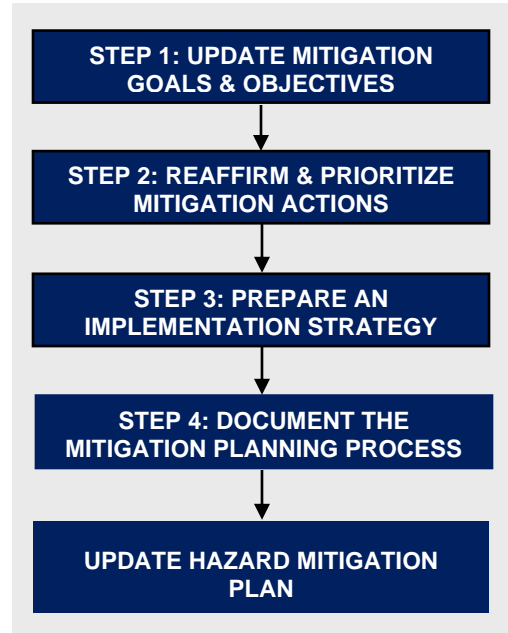 STEP 1: UPDATE MITIGATION
GOALS & OBJECTIVES
STEP 2: REAFFIRM & PRIORITIZE
MITIGATION ACTIONS
STEP 3: PREPARE AN
IMPLEMENTATION STRATEGY
STEP 4: DOCUMENT THE
MITIGATION PLANNING PROCESS
UPDATE HAZARD MITIGATION
PLAN